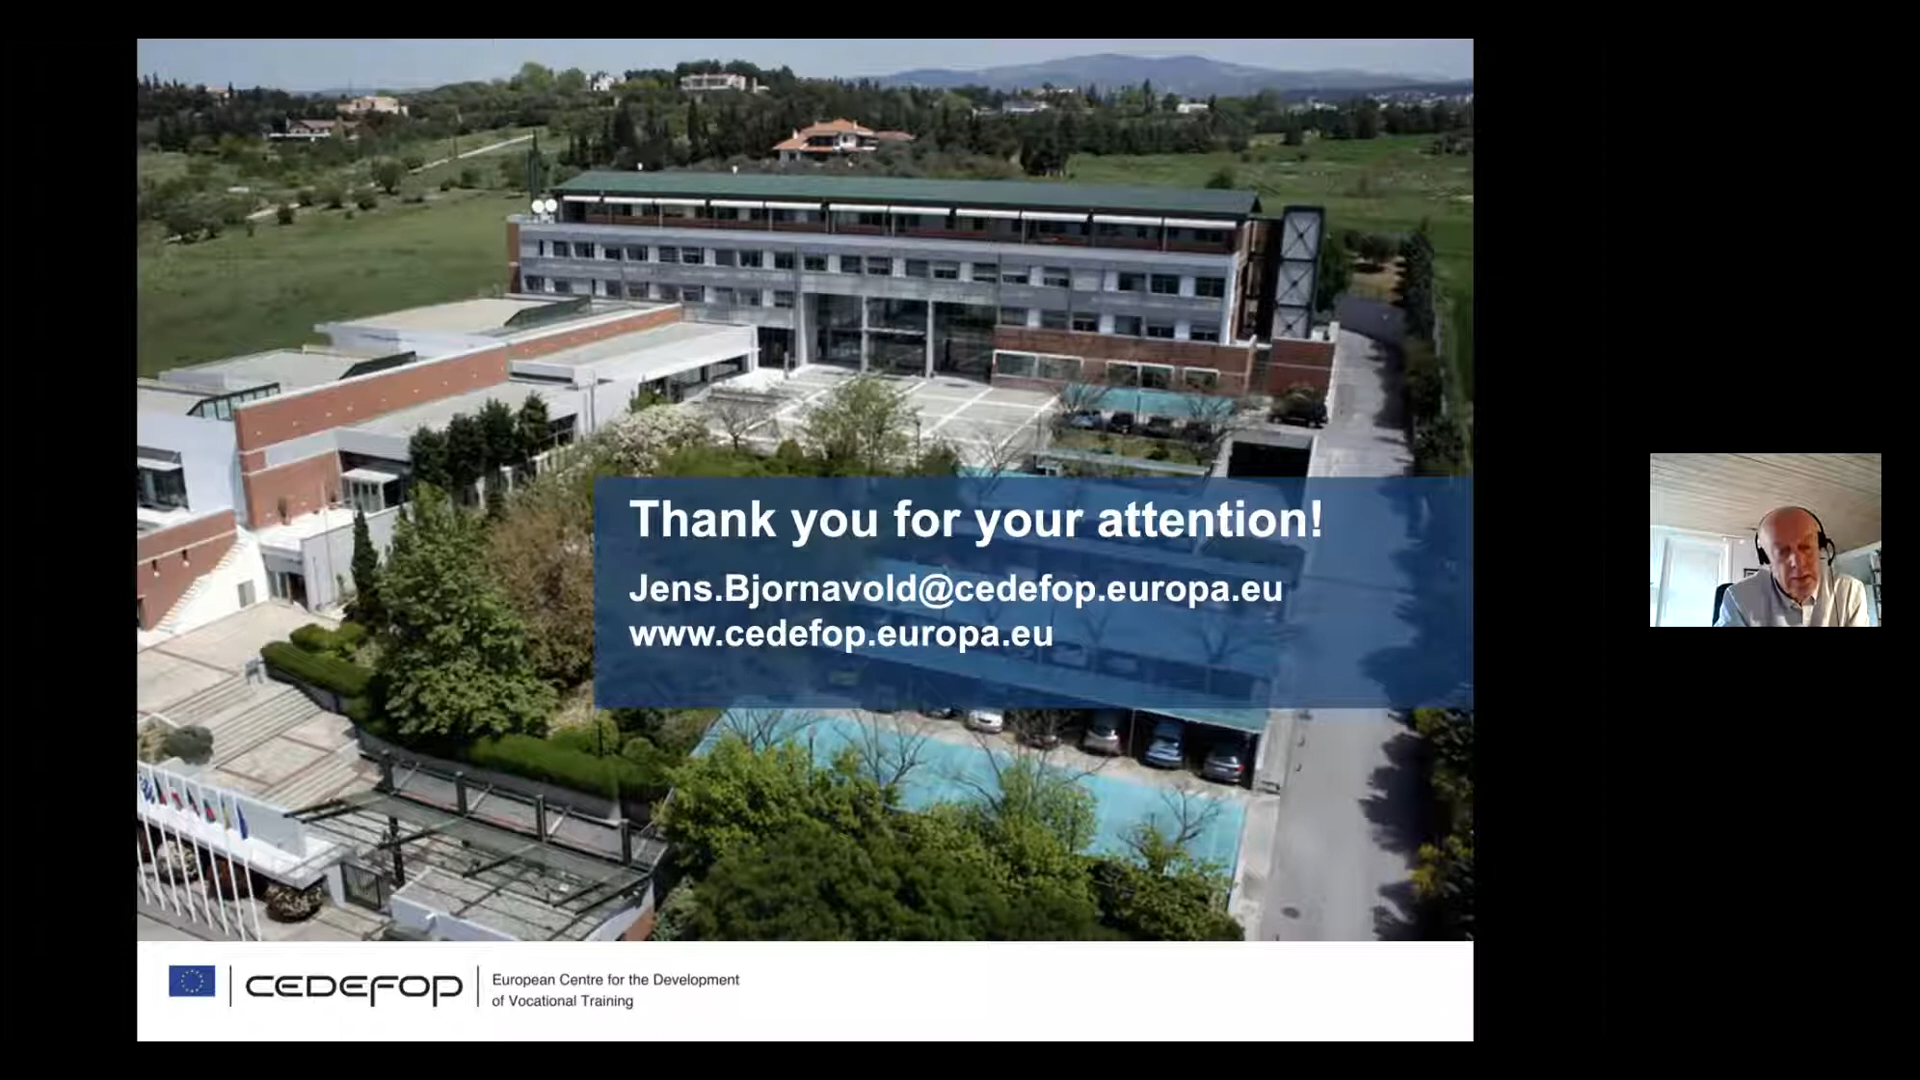 Thank you for your attention!
Jens.Bjornavold@cedefop.europa.eu
www.cedefop.europa.eu
CEDEFOP
European Centre for the Development
of Vocational Training